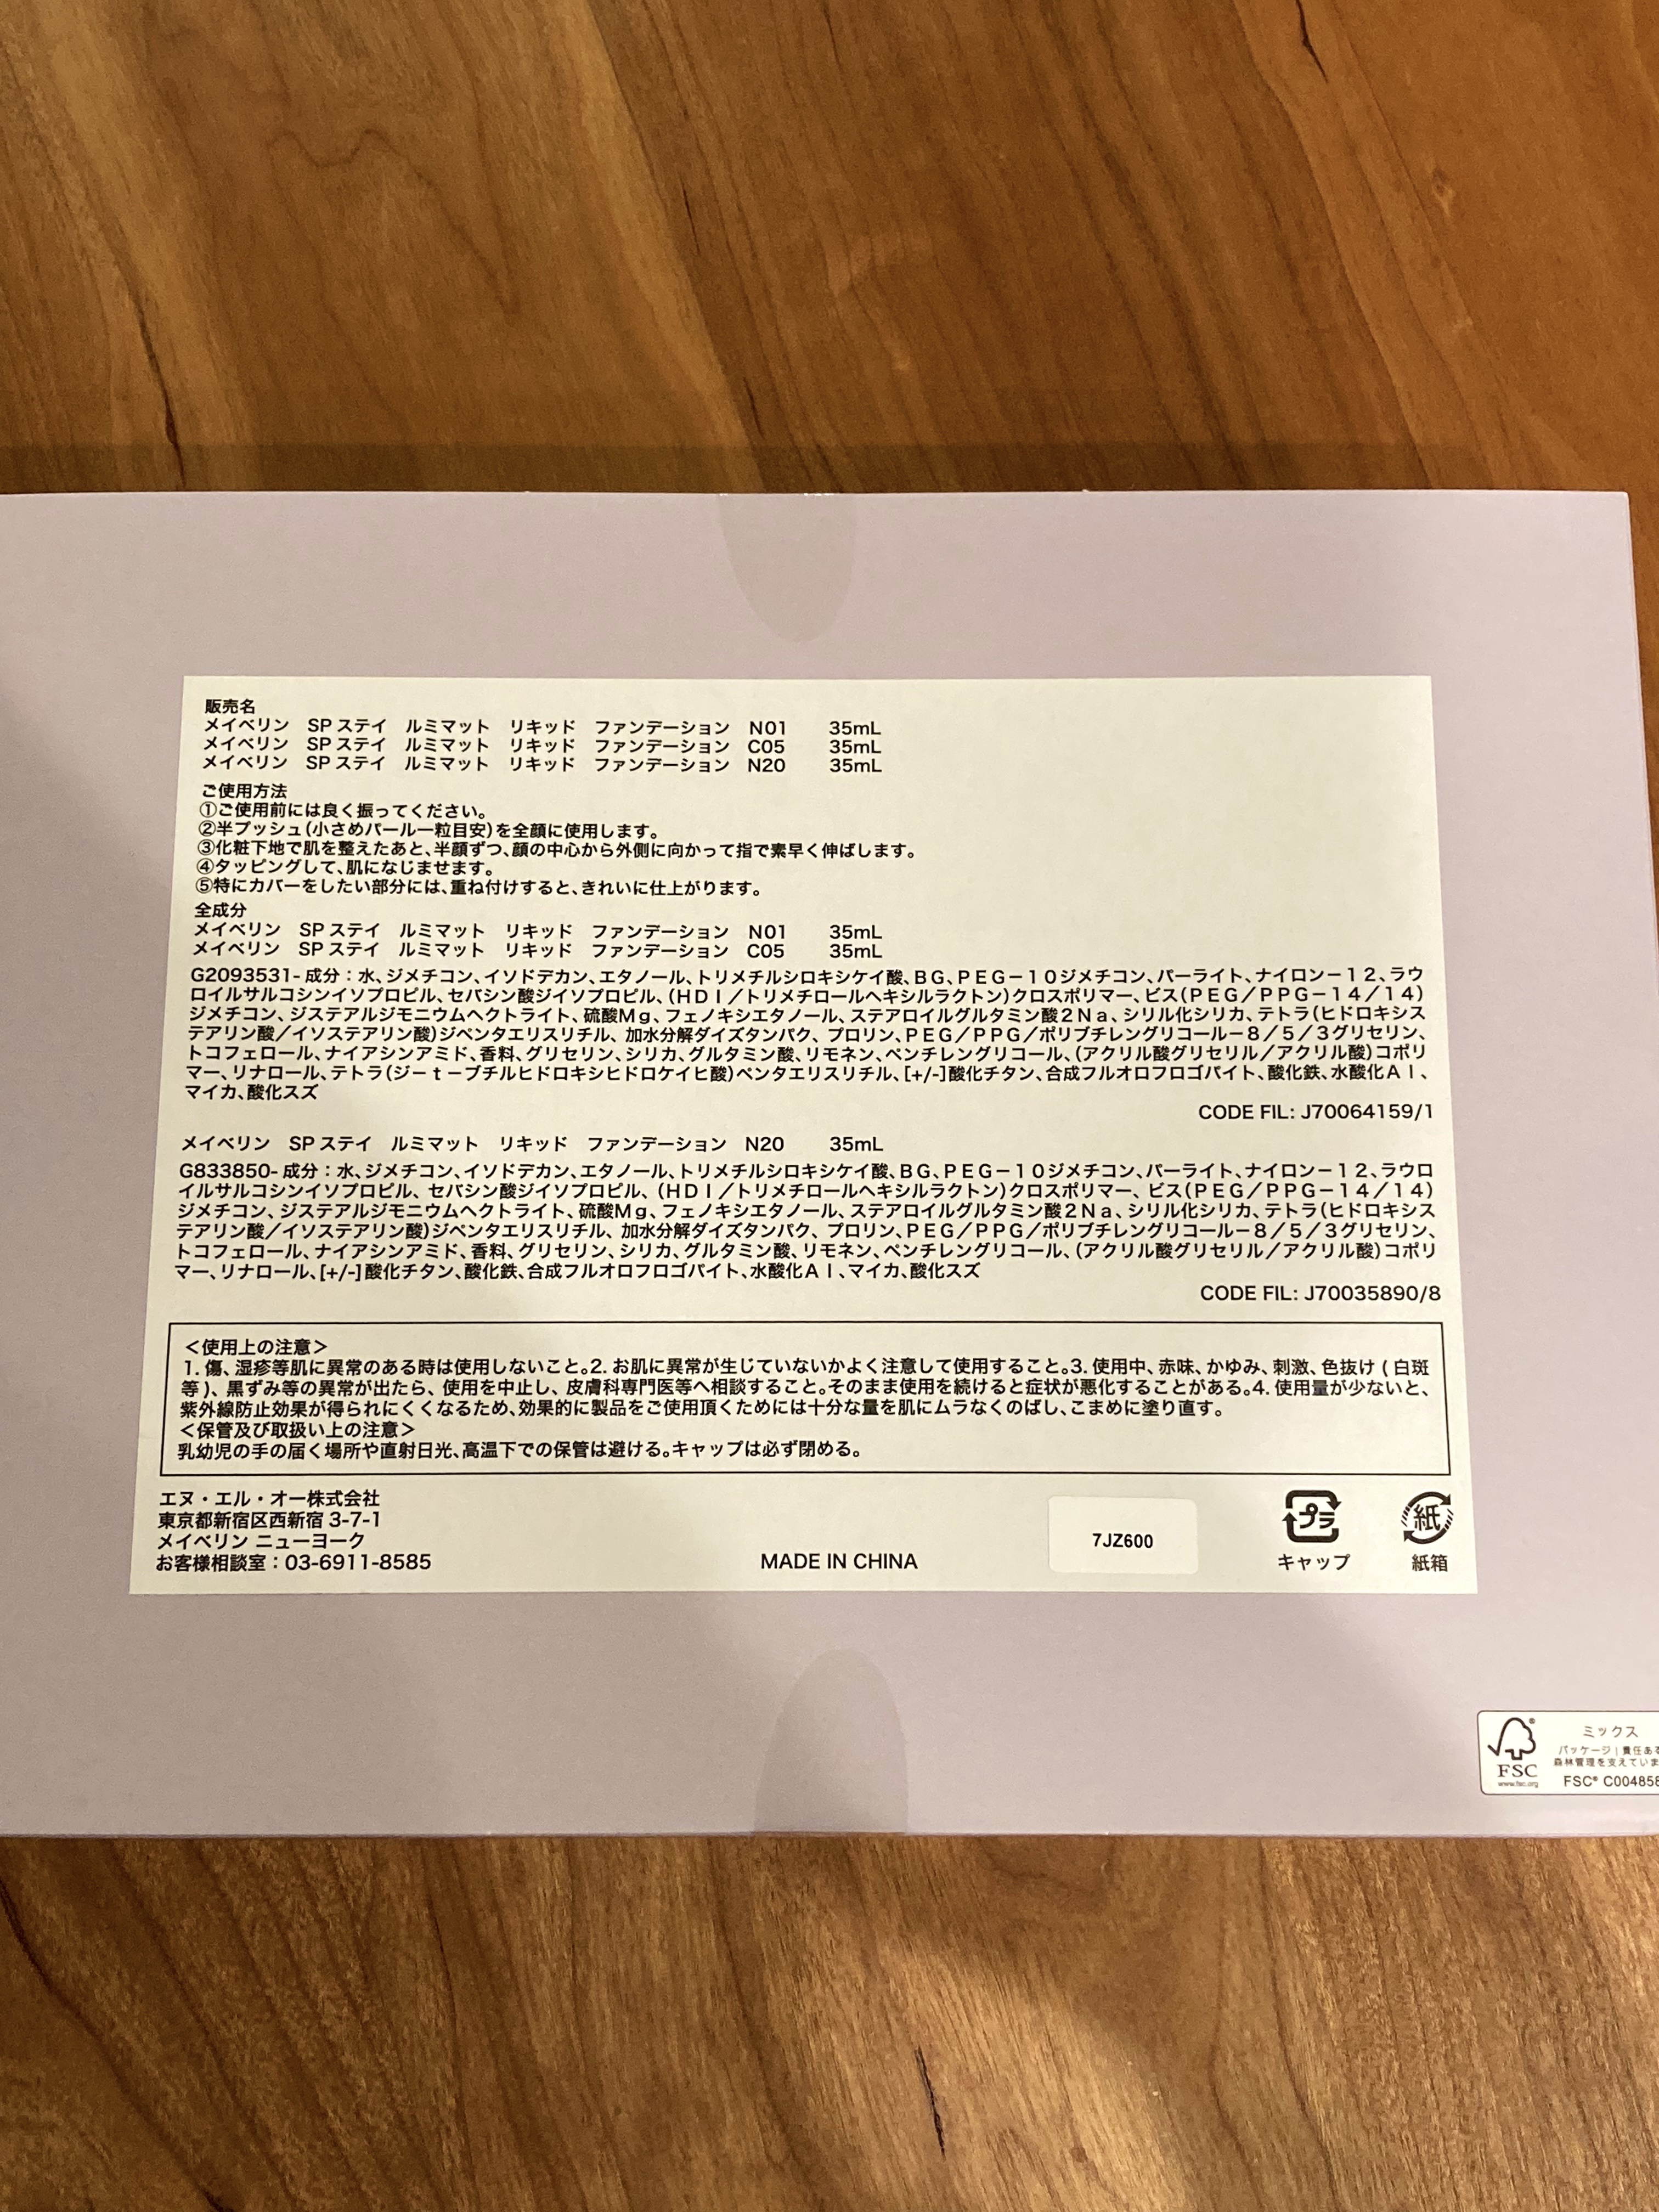 販売名
メイベリン　SPステイ　ルミマット　リキッド　ファンデーション　N01　35mL
メイベリン　SPステイ　ルミマット　リキッド　ファンデーション　C05　35mL
メイベリン　SPステイ　ルミマット　リキッド　ファンデーション　N20　35mL
ご使用方法
①ご使用前には良く振ってください。
②半プッシュ(小さめパール一粒目安)を全顔に使用します。
③化粧下地で肌を整えたあと、半顔ずつ、顔の中心から外側に向かって指で素早く伸ばします。
④タッピングして、肌になじませます。
⑤特にカバーをしたい部分には、重ね付けすると、きれいに仕上がります。
全成分
メイベリン　SPステイ　ルミマット　リキッド　ファンデーション　N01　35mL
メイベリン　SPステイ　ルミマット　リキッド　ファンデーション　C05　35mL
G2093531- 成分：水、ジメチコン、イソドデカン、エタノール、トリメチルシロキシケイ酸、ＢＧ、ＰＥＧ－１０ジメチコン、パーライト、ナイロン－１２、ラウ
ロイルサルコシンイソプロピル、セバシン酸ジイソプロピル、(ＨＤＩ／トリメチロールヘキシルラクトン)クロスポリマー、ビス(ＰＥＧ／ＰＰＧ－１４／１４)
ジメチコン、ジステアルジモニウムヘクトライト、硫酸Ｍｇ、フェノキシエタノール、ステアロイルグルタミン酸２Ｎａ、シリル化シリカ、テトラ(ヒドロキシス
テアリン酸／イソステアリン酸)ジペンタエリスリチル、加水分解ダイズタンパク、プロリン、ＰＥＧ／ＰＰＧ／ポリブチレングリコール－８／５／３グリセリン、
トコフェロール、ナイアシンアミド、香料、グリセリン、シリカ、グルタミン酸、リモネン、ペンチレングリコール、(アクリル酸グリセリル／アクリル酸)コポリ
マー、リナロール、テトラ(ジ－ｔ－ブチルヒドロキシヒドロケイヒ酸)ペンタエリスリチル、[+/-]酸化チタン、合成フルオロフロゴパイト、酸化鉄、水酸化Ａｌ、
マイカ、酸化スズ
CODE FIL: J70064159/1
メイベリン　SPステイ　ルミマット　リキッド　ファンデーション　N20　35mL
G833850- 成分：水、ジメチコン、イソドデカン、エタノール、トリメチルシロキシケイ酸、ＢＧ、ＰＥＧ－１０ジメチコン、パーライト、ナイロン－１２、ラウロ
イルサルコシンイソプロピル、セバシン酸ジイソプロピル、(ＨＤＩ／トリメチロールヘキシルラクトン)クロスポリマー、ビス(ＰＥＧ／ＰＰＧ－１４／１４)
ジメチコン、ジステアルジモニウムヘクトライト、硫酸Ｍｇ、フェノキシエタノール、ステアロイルグルタミン酸２Ｎａ、シリル化シリカ、テトラ(ヒドロキシス
テアリン酸／イソステアリン酸)ジペンタエリスリチル、加水分解ダイズタンパク、プロリン、ＰＥＧ／ＰＰＧ／ポリブチレングリコール－８／５／３グリセリン、
トコフェロール、ナイアシンアミド、香料、グリセリン、シリカ、グルタミン酸、リモネン、ペンチレングリコール、(アクリル酸グリセリル／アクリル酸)コポリ
マー、リナロール、[+/-]酸化チタン、酸化鉄、合成フルオロフロゴパイト、水酸化Ａｌ、マイカ、酸化スズ
CODE FIL: J70035890/8
＜使用上の注意＞
1. 傷、湿疹等肌に異常のある時は使用しないこと。2. お肌に異常が生じていないかよく注意して使用すること。3. 使用中、赤味、かゆみ、刺激、色抜け ( 白斑
等 )、黒ずみ等の異常が出たら、使用を中止し、皮膚科専門医等へ相談すること。そのまま使用を続けると症状が悪化することがある。4. 使用量が少ないと、
紫外線防止効果が得られにくくなるため、効果的に製品をご使用頂くためには十分な量を肌にムラなくのばし、こまめに塗り直す。
＜保管及び取扱い上の注意＞
乳幼児の手の届く場所や直射日光、高温下での保管は避ける。キャップは必ず閉める。
エヌ・エル・オー株式会社
東京都新宿区西新宿 3-7-1
メイベリン ニューヨーク
お客様相談室：03-6911-8585
MADE IN CHINA
7JZ600
プラ
キャップ
紙
紙箱
FSC
www.fsc.org
ミックス
パッケージ | 責任ある
森林管理を支えていま
FSC® C004858